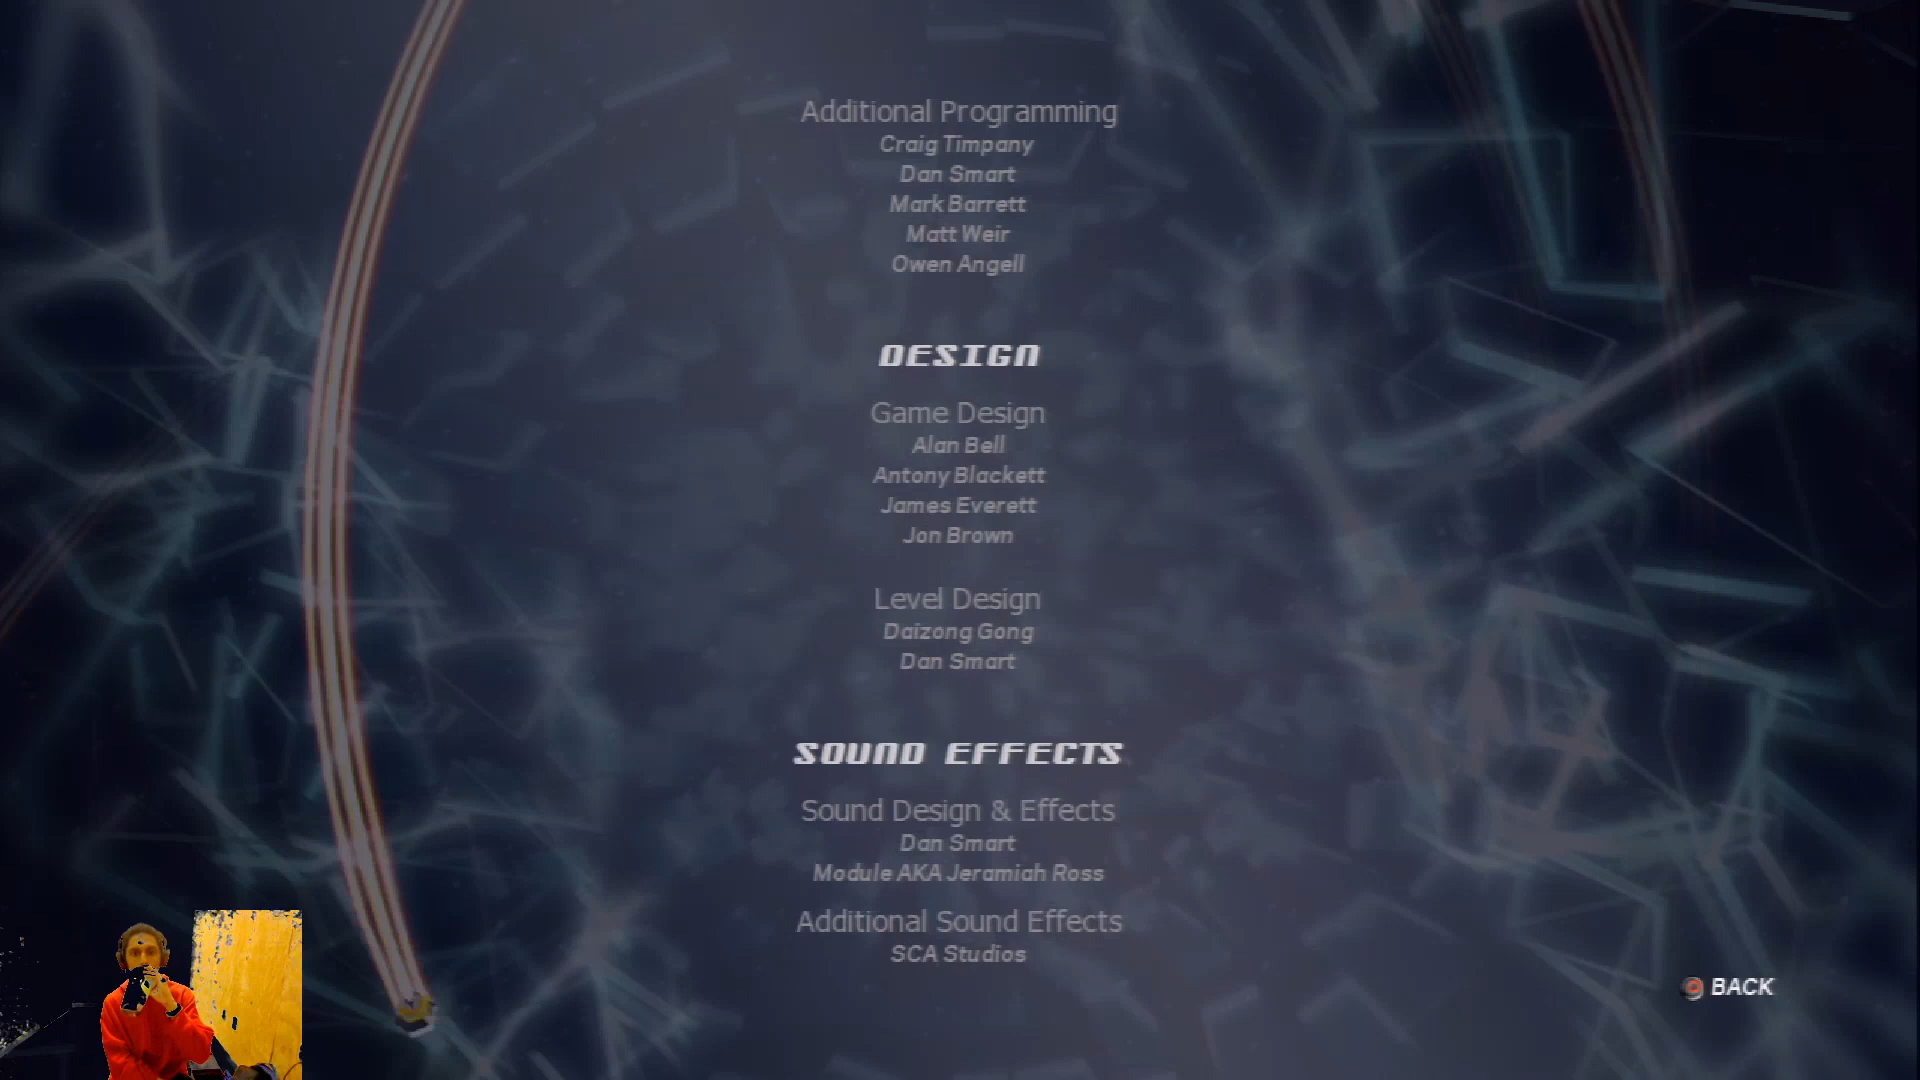 Additional Programming
Craig Timpany
Dan Smart
Mark Barrett
Matt Weir
Owen Angell
DESIGN
Game Design
Alan Bell
Antony Blackett
James Everett
Jon Brown
Level Design
Daizong Gong
Dan Smart
SOUND EFFECTS
Sound Design & Effects
Dan Smart
Module AKA Jeramiah Ross
Additional Sound Effects
SCA Studios
BACK